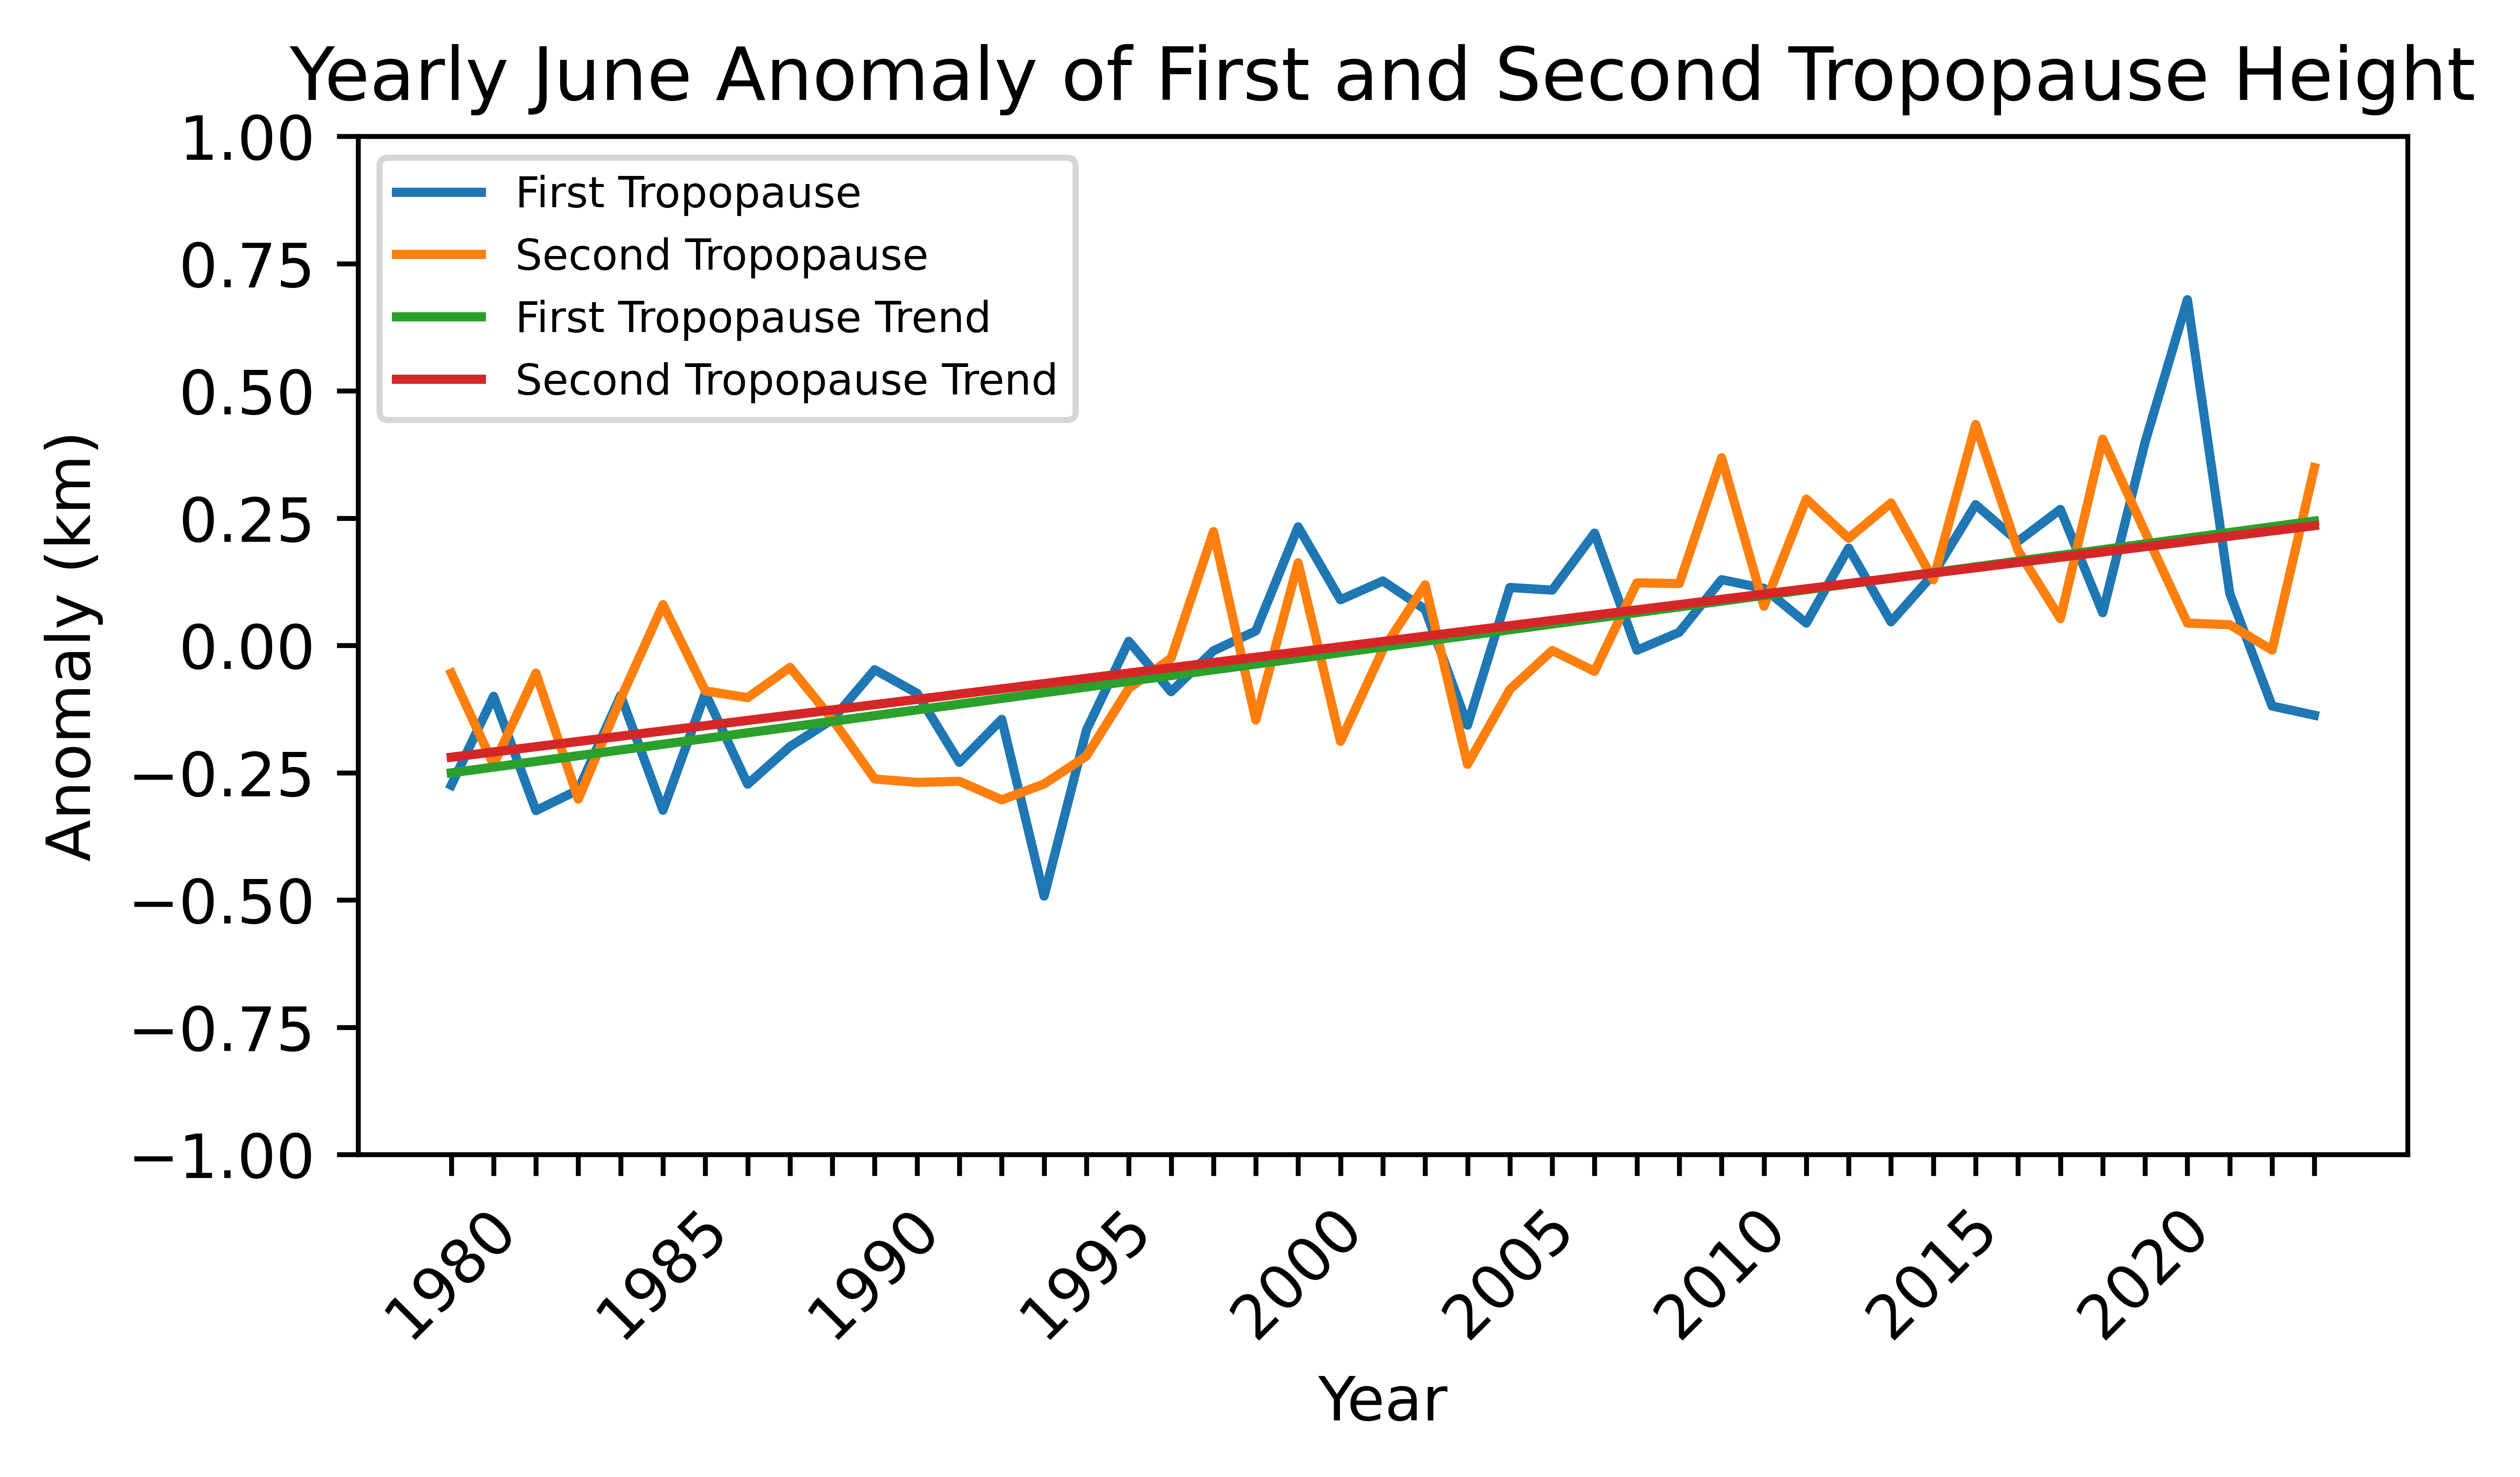 Yearly June Anomaly of First and Second Tropopause Height
1.00
0.75
0.50
0.25
0.00
−0.25
−0.50
−0.75
−1.00
Anomaly (km)
First Tropopause
Second Tropopause
First Tropopause Trend
Second Tropopause Trend
1980
1985
1990
1995
2000
2005
2010
2015
2020
Year